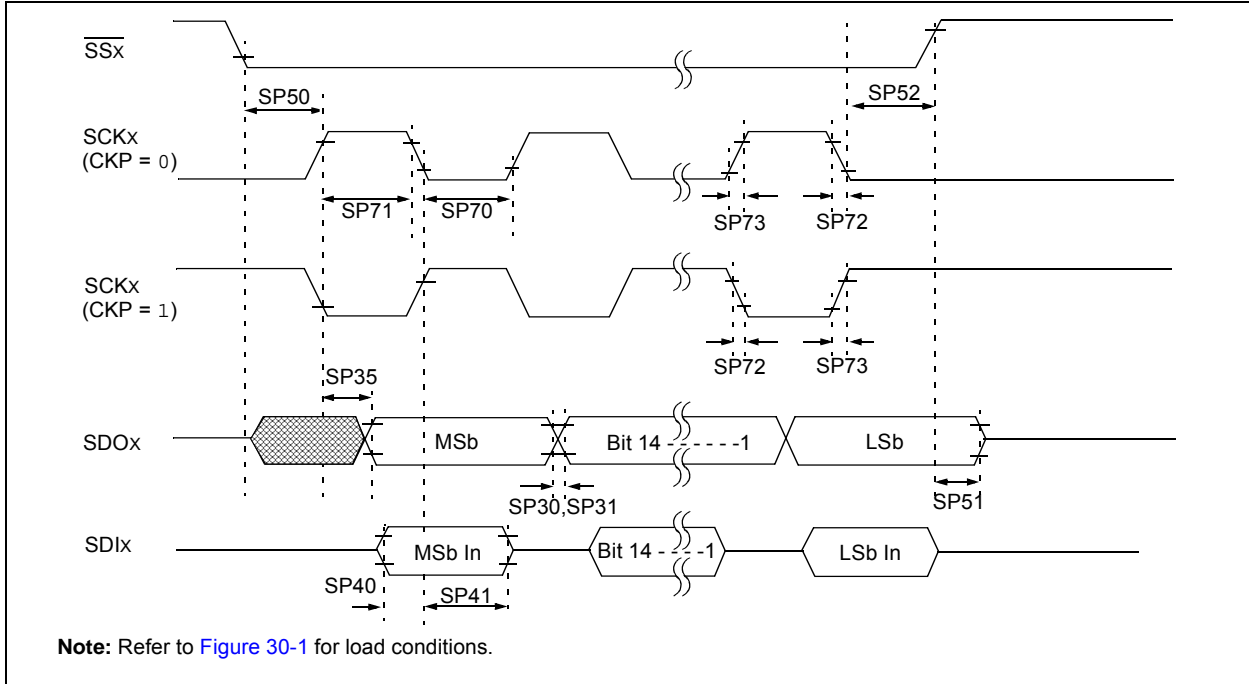 SSX
SP50
SP52
SCKX
(CKP = 0)
SP71
SP70
SP73
SP72
SCKX
(CKP = 1)
SP72
SP73
SP35
SDOX
MSb
Bit 14 - - - - - -1
LSb
SP30,SP31
SP51
SDIX
MSb In
Bit 14 - - - -1
LSb In
SP40
SP41
Note: Refer to Figure 30-1 for load conditions.